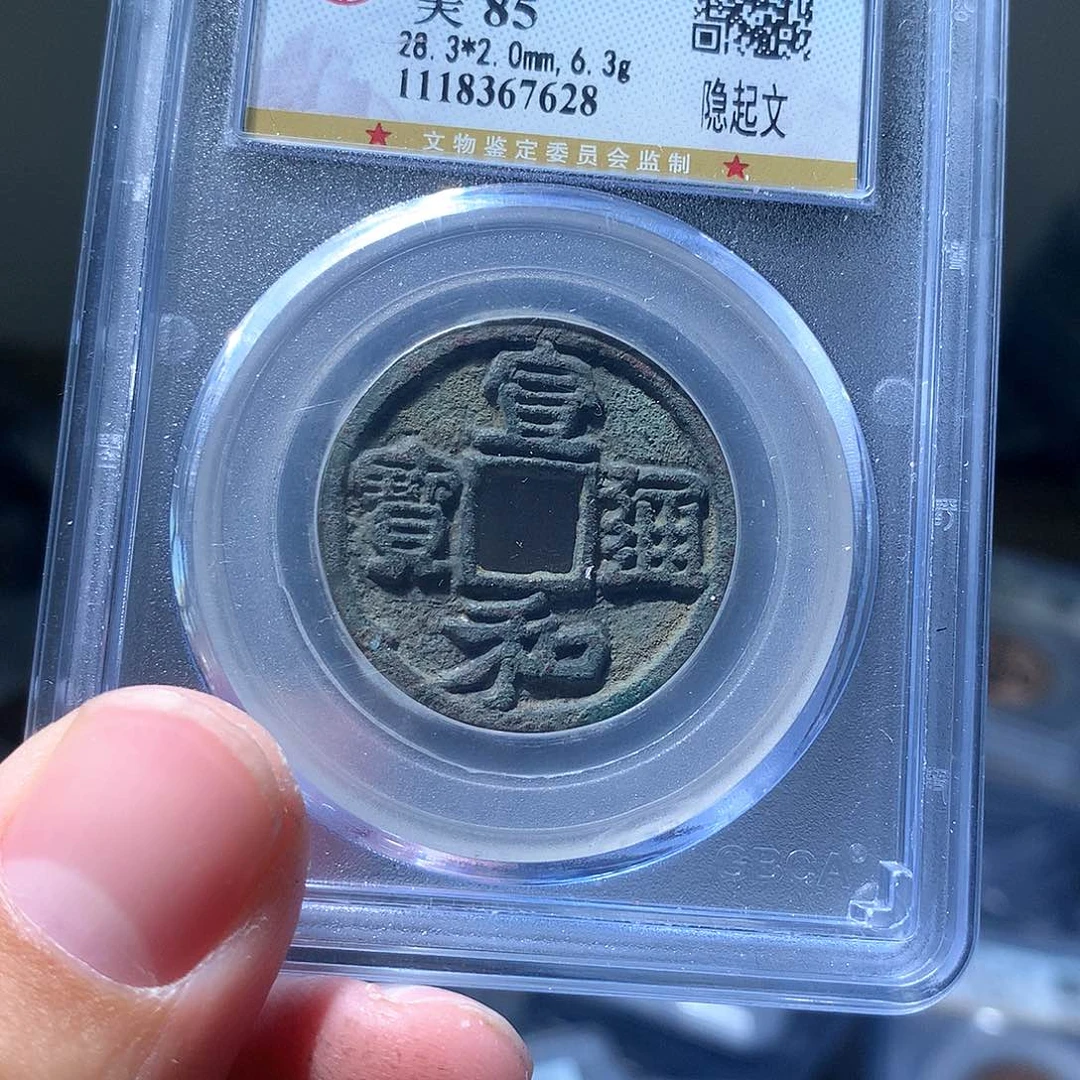 美 85
28.3*2.0mm, 6.3g
1118367628
隐起文
文物鉴定委员会监制
宣和通寶
GBCA